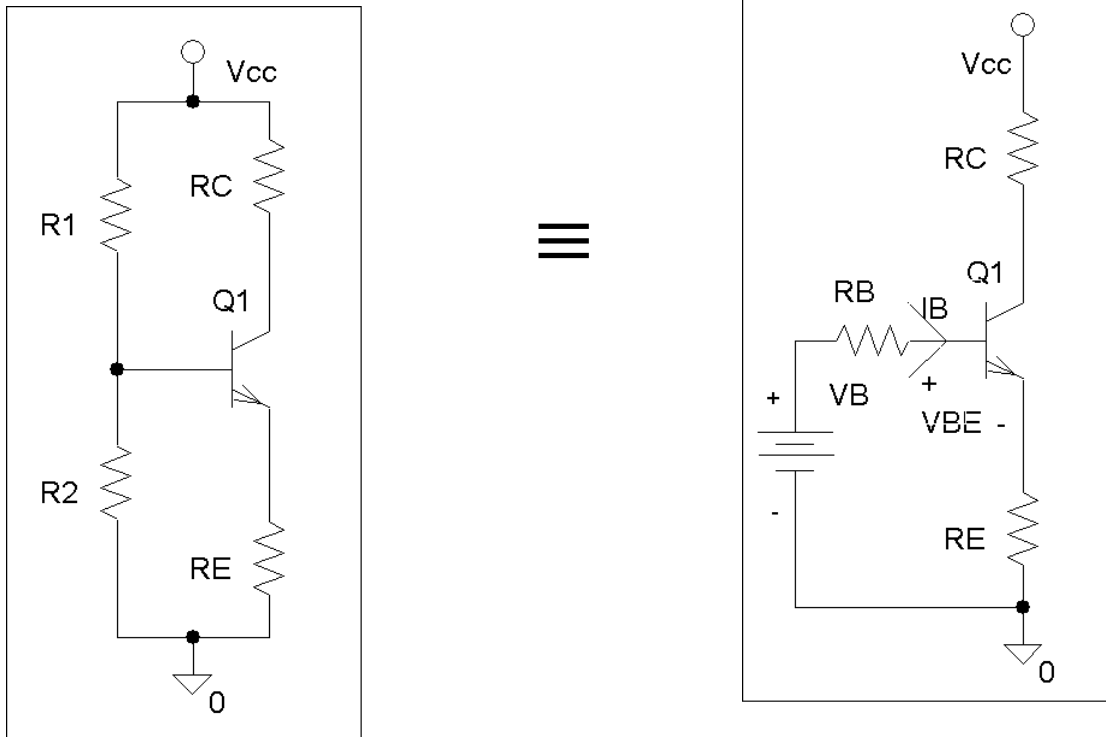 Vcc
RC
R1
Q1
R2
RE
0
≡
Vcc
RC
Q1
RB
IB
+
+
VB
VBE -
-
RE
0